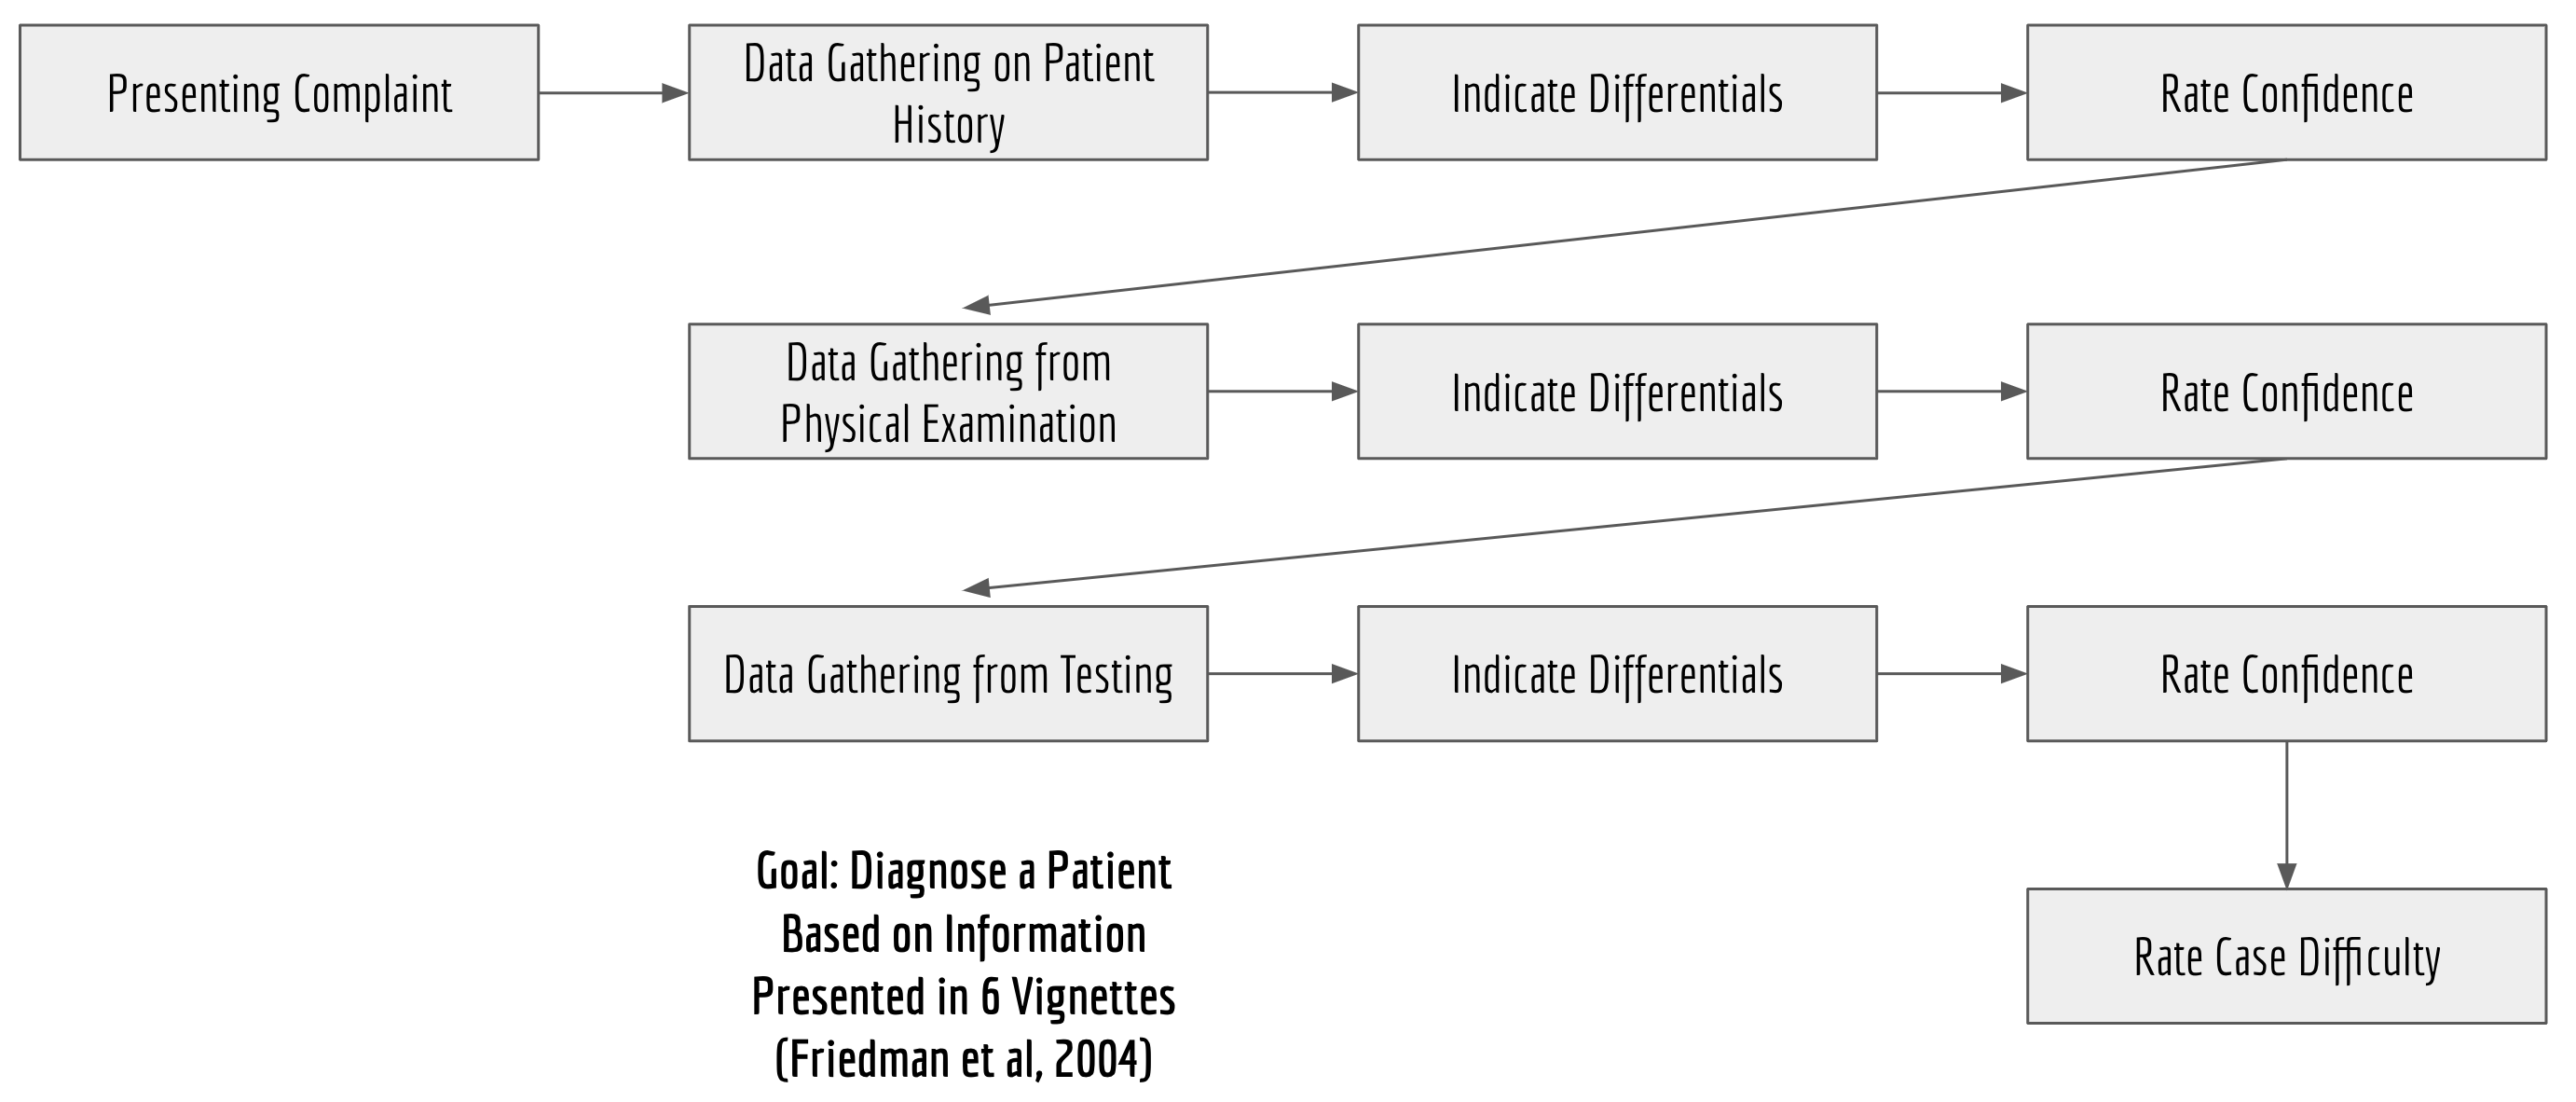 Presenting Complaint
Data Gathering on Patient
History
Indicate Differentials
Rate Confidence
Data Gathering from
Physical Examination
Indicate Differentials
Rate Confidence
Data Gathering from Testing
Indicate Differentials
Rate Confidence
Goal: Diagnose a Patient
Based on Information
Presented in 6 Vignettes
(Friedman et al, 2004)
Rate Case Difficulty